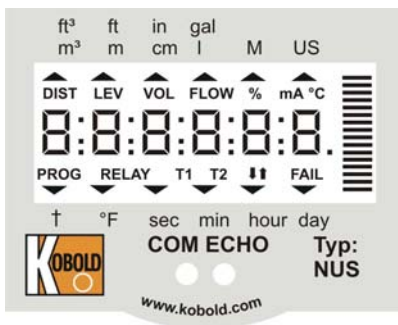 ft³ ft in gal
m³ m cm l M US
DIST LEV VOL FLOW % mA °C
8:8:8:8:8:8.
PROG RELAY T1 T2 ⬇⬆ FAIL
† °F sec min hour day
COM ECHO
Typ:
NUS
KOBOLD
www.kobold.com